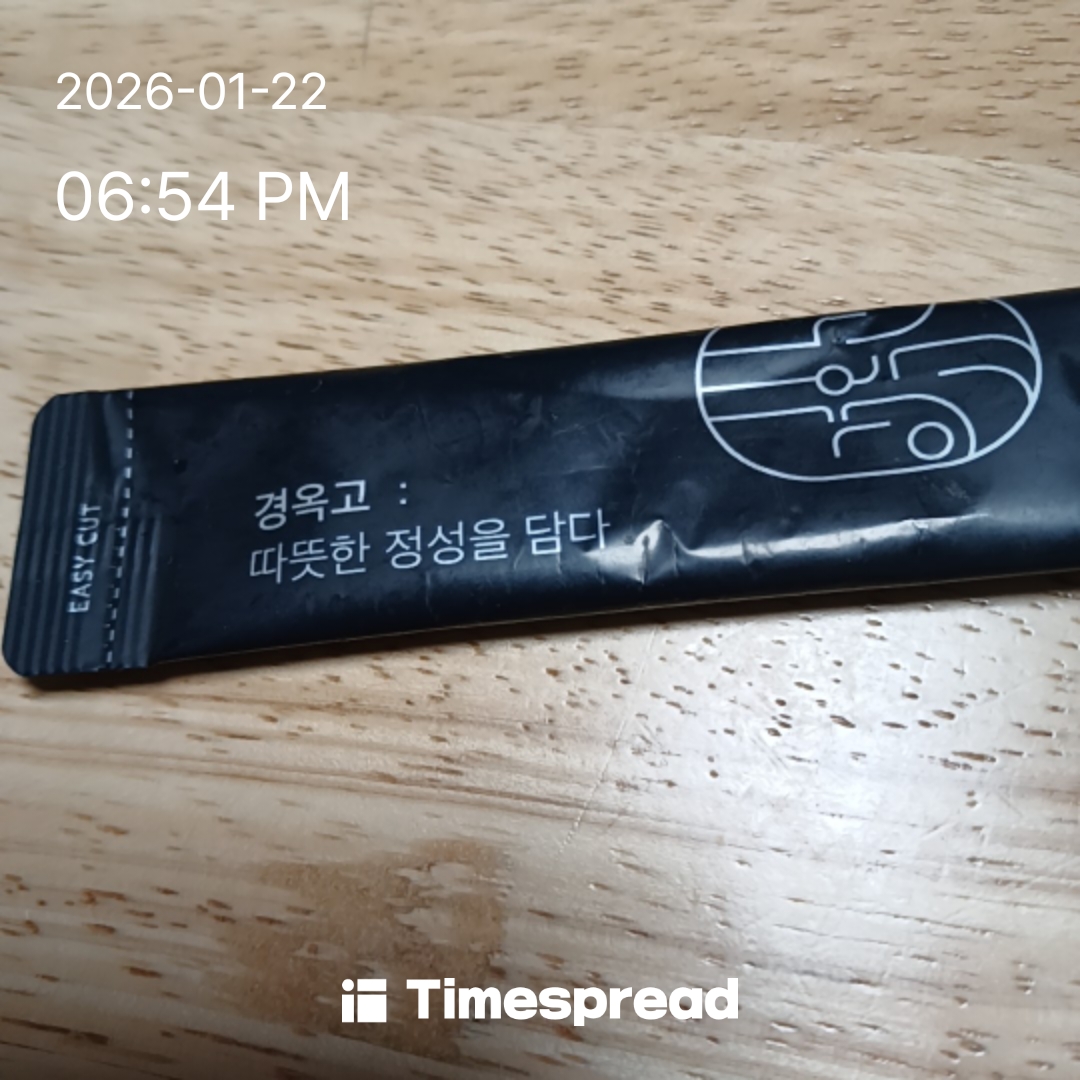 2026-01-22
06:54 PM
EASY CUT
경옥고 :
따뜻한 정성을 담다
Timespread